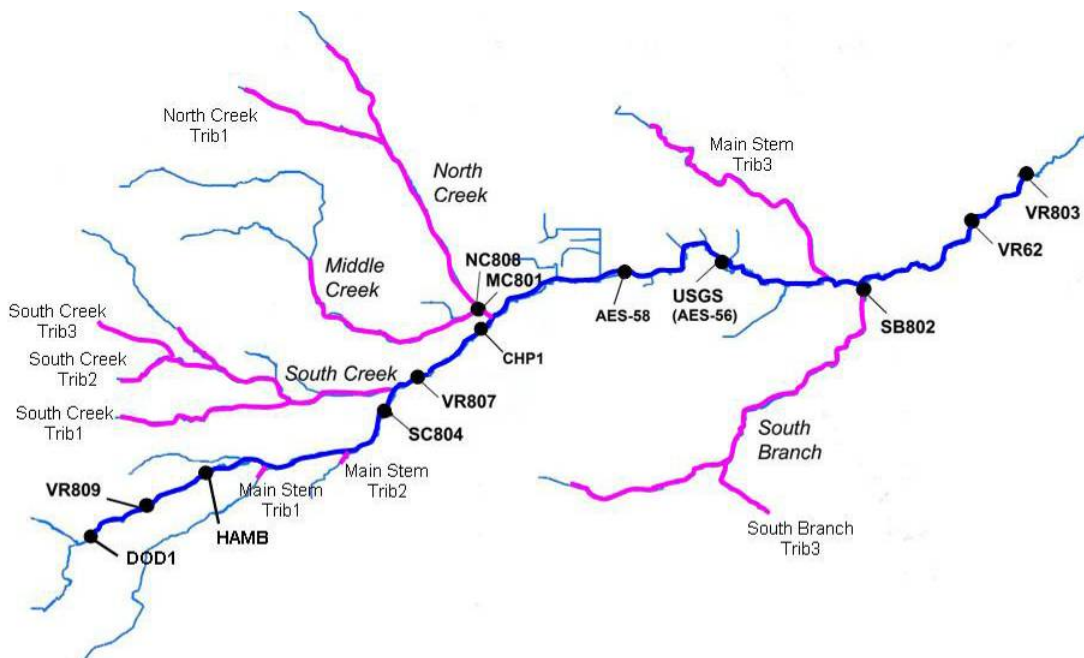 North Creek
Trib1
North
Creek
Main Stem
Trib3
VR803
VR62
NC808
MC801
Middle
Creek
USGS
(AES-56)
AES-58
SB802
South Creek
Trib3
CHP1
South Creek
Trib2
South Creek
VR807
South Creek
Trib1
SC804
South
Branch
Main Stem
Trib2
VR809
Main Stem
Trib1
HAMB
DOD1
South Branch
Trib3